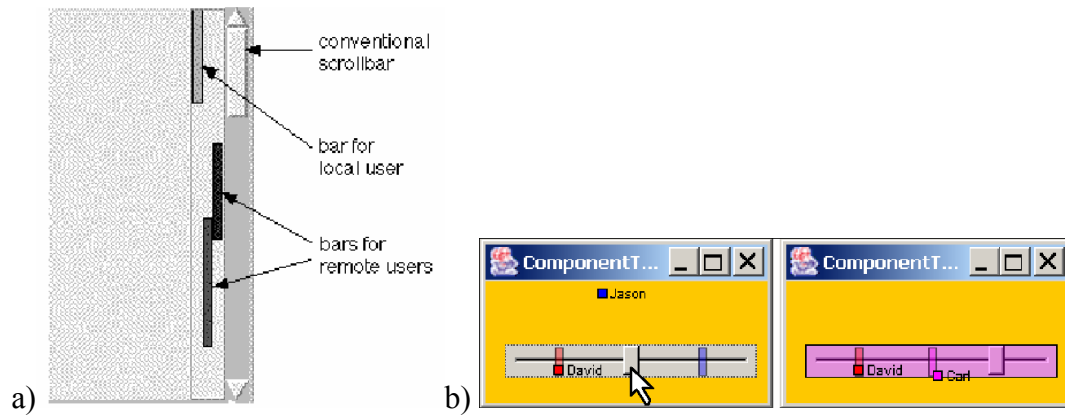 conventional
scrollbar
bar for
local user
bars for
remote users
a)
b)
ComponentT...
Jason
David
ComponentT...
David
Carl